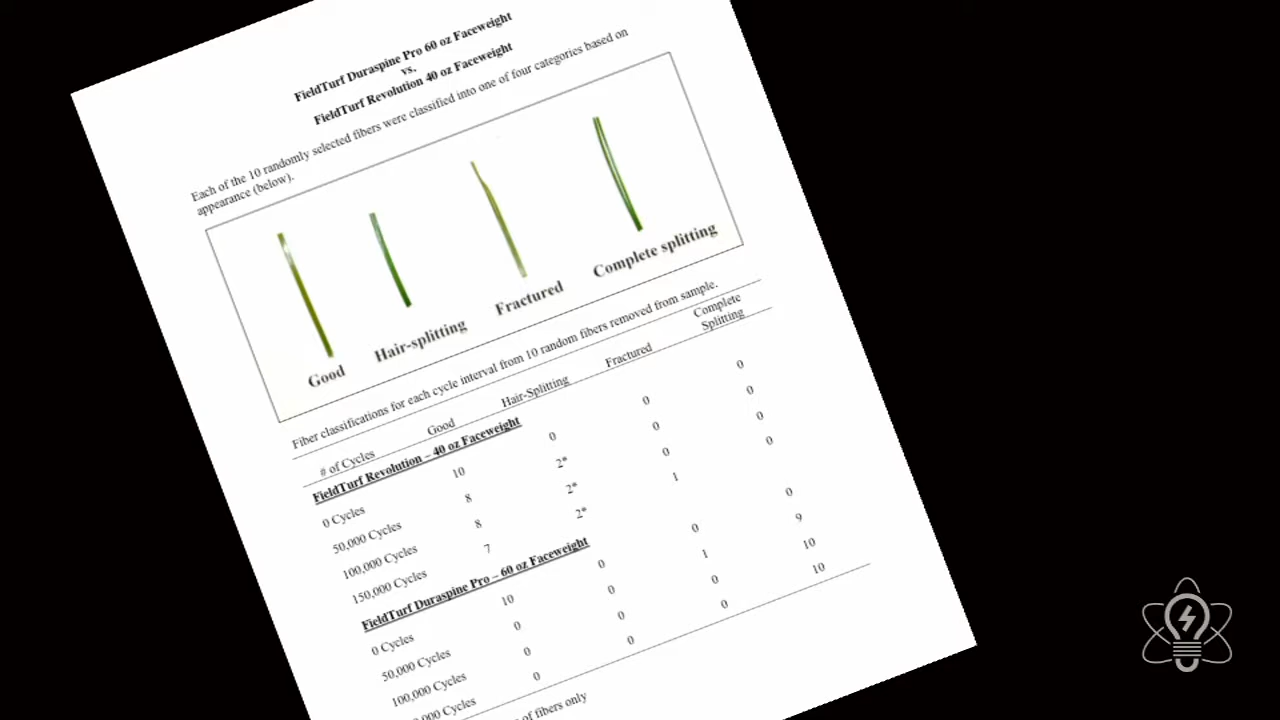 FieldTurf Duraspine Pro 60 oz Faceweight
vs.
FieldTurf Revolution 40 oz Faceweight
Each of the 10 randomly selected fibers were classified into one of four categories based on
appearance (below).
Good Hair-splitting Fractured Complete splitting
Fiber classifications for each cycle interval from 10 random fibers removed from sample.
# of Cycles Good Hair-Splitting Fractured Complete
Splitting
FieldTurf Revolution – 40 oz Faceweight
0 Cycles 10 0 0 0
50,000 Cycles 8 2* 0 0
100,000 Cycles 8 2* 0 0
150,000 Cycles 7 2* 1 0
FieldTurf Duraspine Pro – 60 oz Faceweight
0 Cycles 10 0 0 0
50,000 Cycles 0 0 1 9
100,000 Cycles 0 0 0 10
Cycles 0 0 0 10
of fibers only